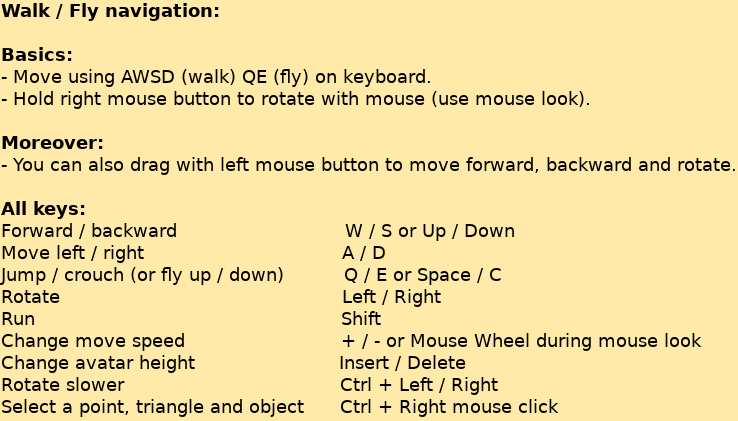 Walk / Fly navigation:
Basics:
- Move using AWSD (walk) QE (fly) on keyboard.
- Hold right mouse button to rotate with mouse (use mouse look).
Moreover:
- You can also drag with left mouse button to move forward, backward and rotate.
All keys:
Forward / backward W / S or Up / Down
Move left / right A / D
Jump / crouch (or fly up / down) Q / E or Space / C
Rotate Left / Right
Run Shift
Change move speed + / - or Mouse Wheel during mouse look
Change avatar height Insert / Delete
Rotate slower Ctrl + Left / Right
Select a point, triangle and object Ctrl + Right mouse click